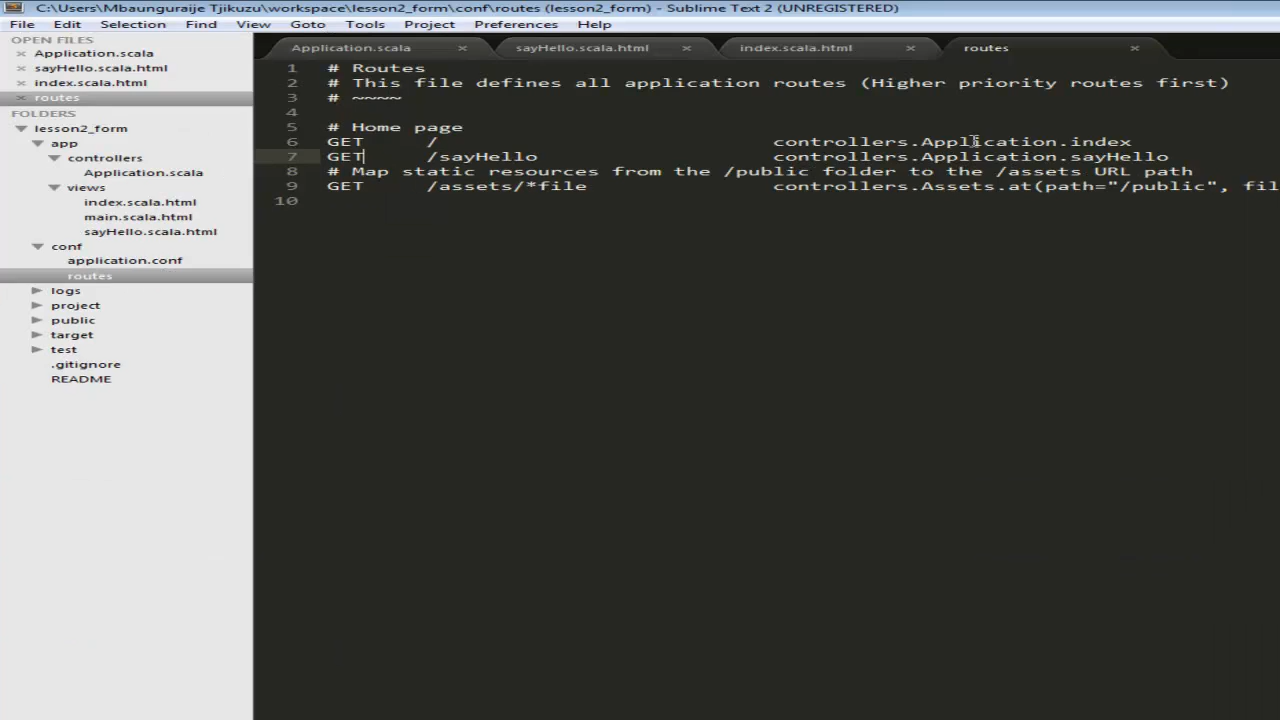 C:\Users\Mbaunguraije Tjikuzu\workspace\lesson2_form\conf\routes (lesson2_form) - Sublime Text 2 (UNREGISTERED)
File Edit Selection Find View Goto Tools Project Preferences Help
OPEN FILES
Application.scala
sayHello.scala.html
index.scala.html
routes
FOLDERS
lesson2_form
app
controllers
Application.scala
views
index.scala.html
main.scala.html
sayHello.scala.html
conf
application.conf
routes
logs
project
public
target
test
.gitignore
README
Application.scala sayHello.scala.html index.scala.html routes
1 # Routes
2 # This file defines all application routes (Higher priority routes first)
3 # ~~~~
4
5 # Home page
6 GET / controllers.Application.index
7 GET /sayHello controllers.Application.sayHello
8 # Map static resources from the /public folder to the /assets URL path
9 GET /assets/*file controllers.Assets.at(path="/public", fil
10